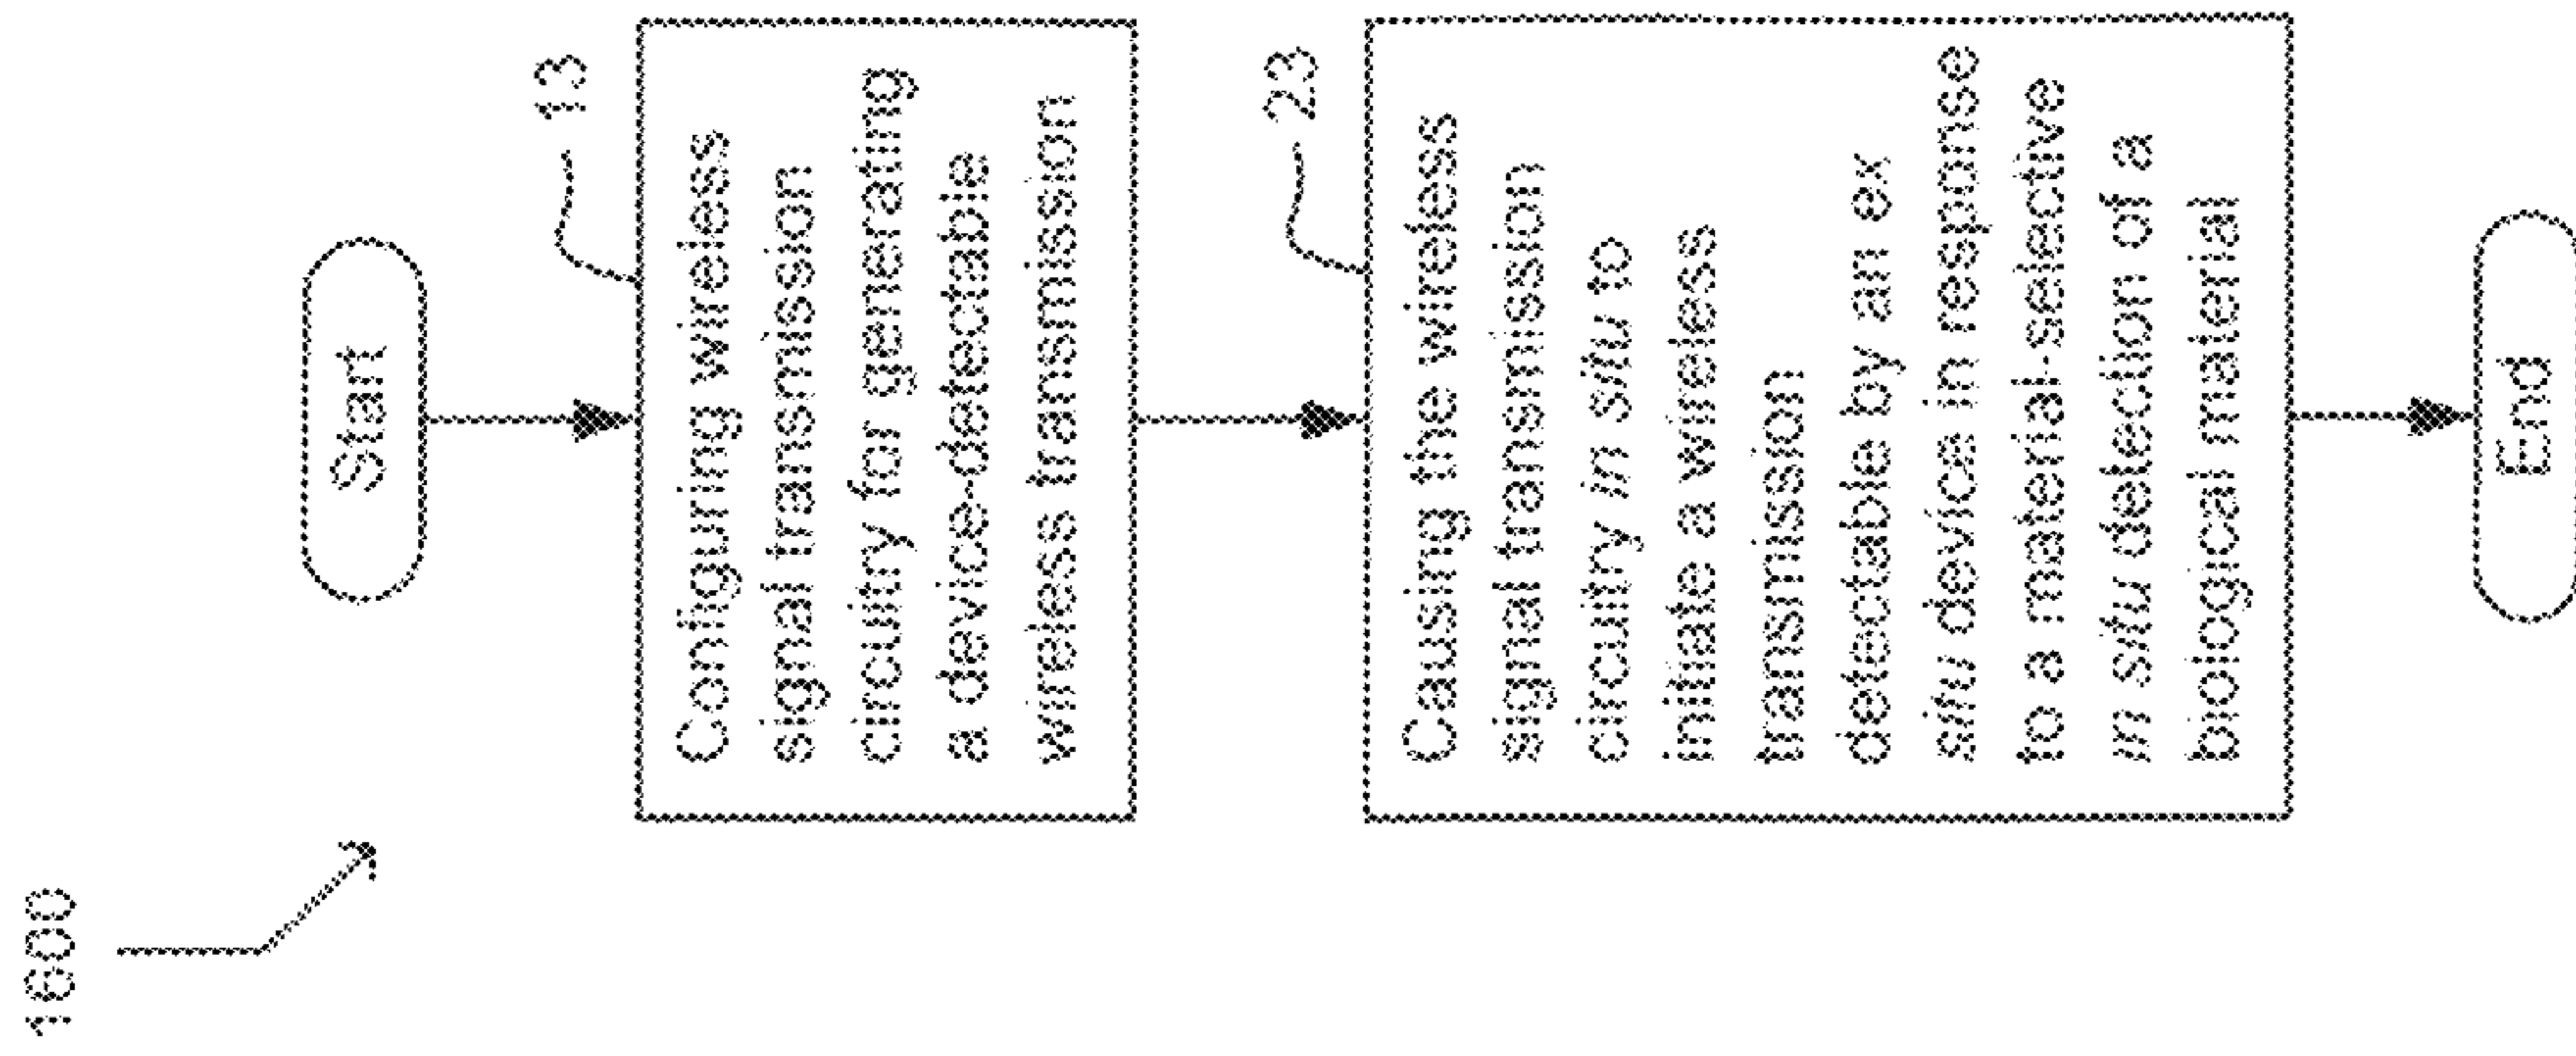 1600
Start
13
Configuring wireless
signal transmission
circuitry for generating
a device-detectable
wireless transmission
23
Causing the wireless
signal transmission
circuitry in situ to
initiate a wireless
transmission
detectable by an ex
situ device in response
to a material-selective
in situ detection of a
biological material
End